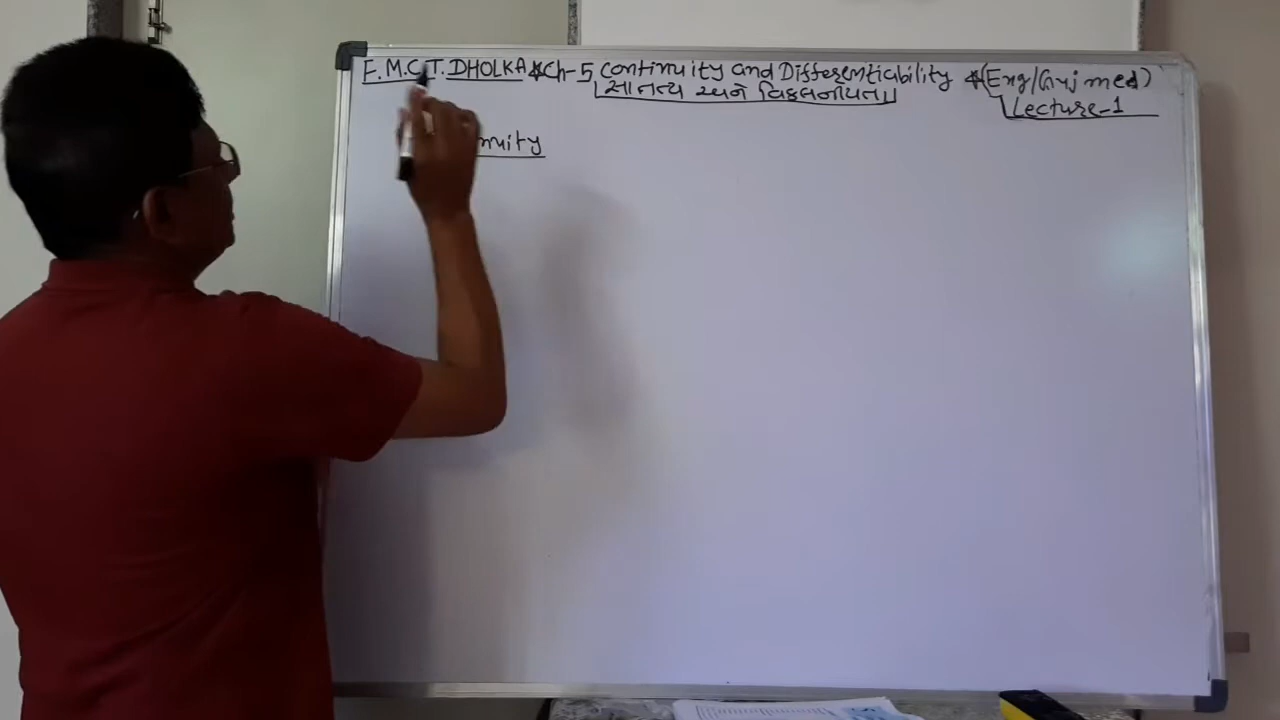 F.M.C.T. DHOLKA * Ch-5 Continuity and Differentiability * (Eng/Guj med)
સાતત્ય અને વિકલનીયતા
Lecture-1
nuity